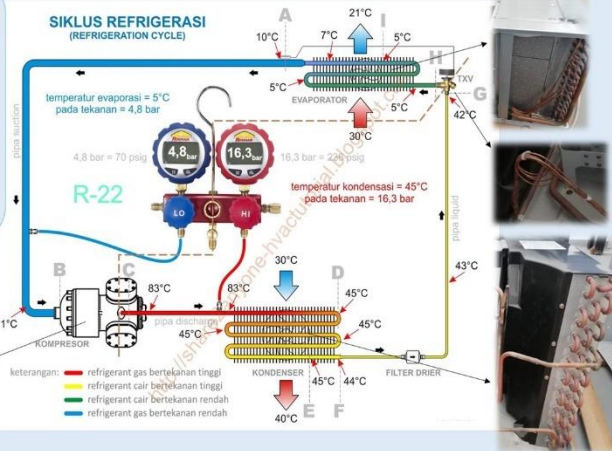 SIKLUS REFRIGERASI
(REFRIGERATION CYCLE)
A
21°C
I
10°C
7°C
5°C
H
TXV
G
5°C
EVAPORATOR
5°C
42°C
30°C
temperatur evaporasi = 5°C
pada tekanan = 4,8 bar
pipa suction
4,8 bar = 70 psig
4,8 bar
16,3 bar
16,3 bar = 236 psig
temperatur kondensasi = 45°C
pada tekanan = 16,3 bar
R-22
LO
HI
pipa liquid
B
C
83°C
83°C
30°C
D
43°C
1°C
KOMPRESOR
pipa discharge
45°C
45°C
45°C
KONDENSER
45°C
44°C
FILTER DRIER
E
F
40°C
keterangan:
refrigerant gas bertekanan tinggi
refrigerant cair bertekanan tinggi
refrigerant cair bertekanan rendah
refrigerant gas bertekanan rendah